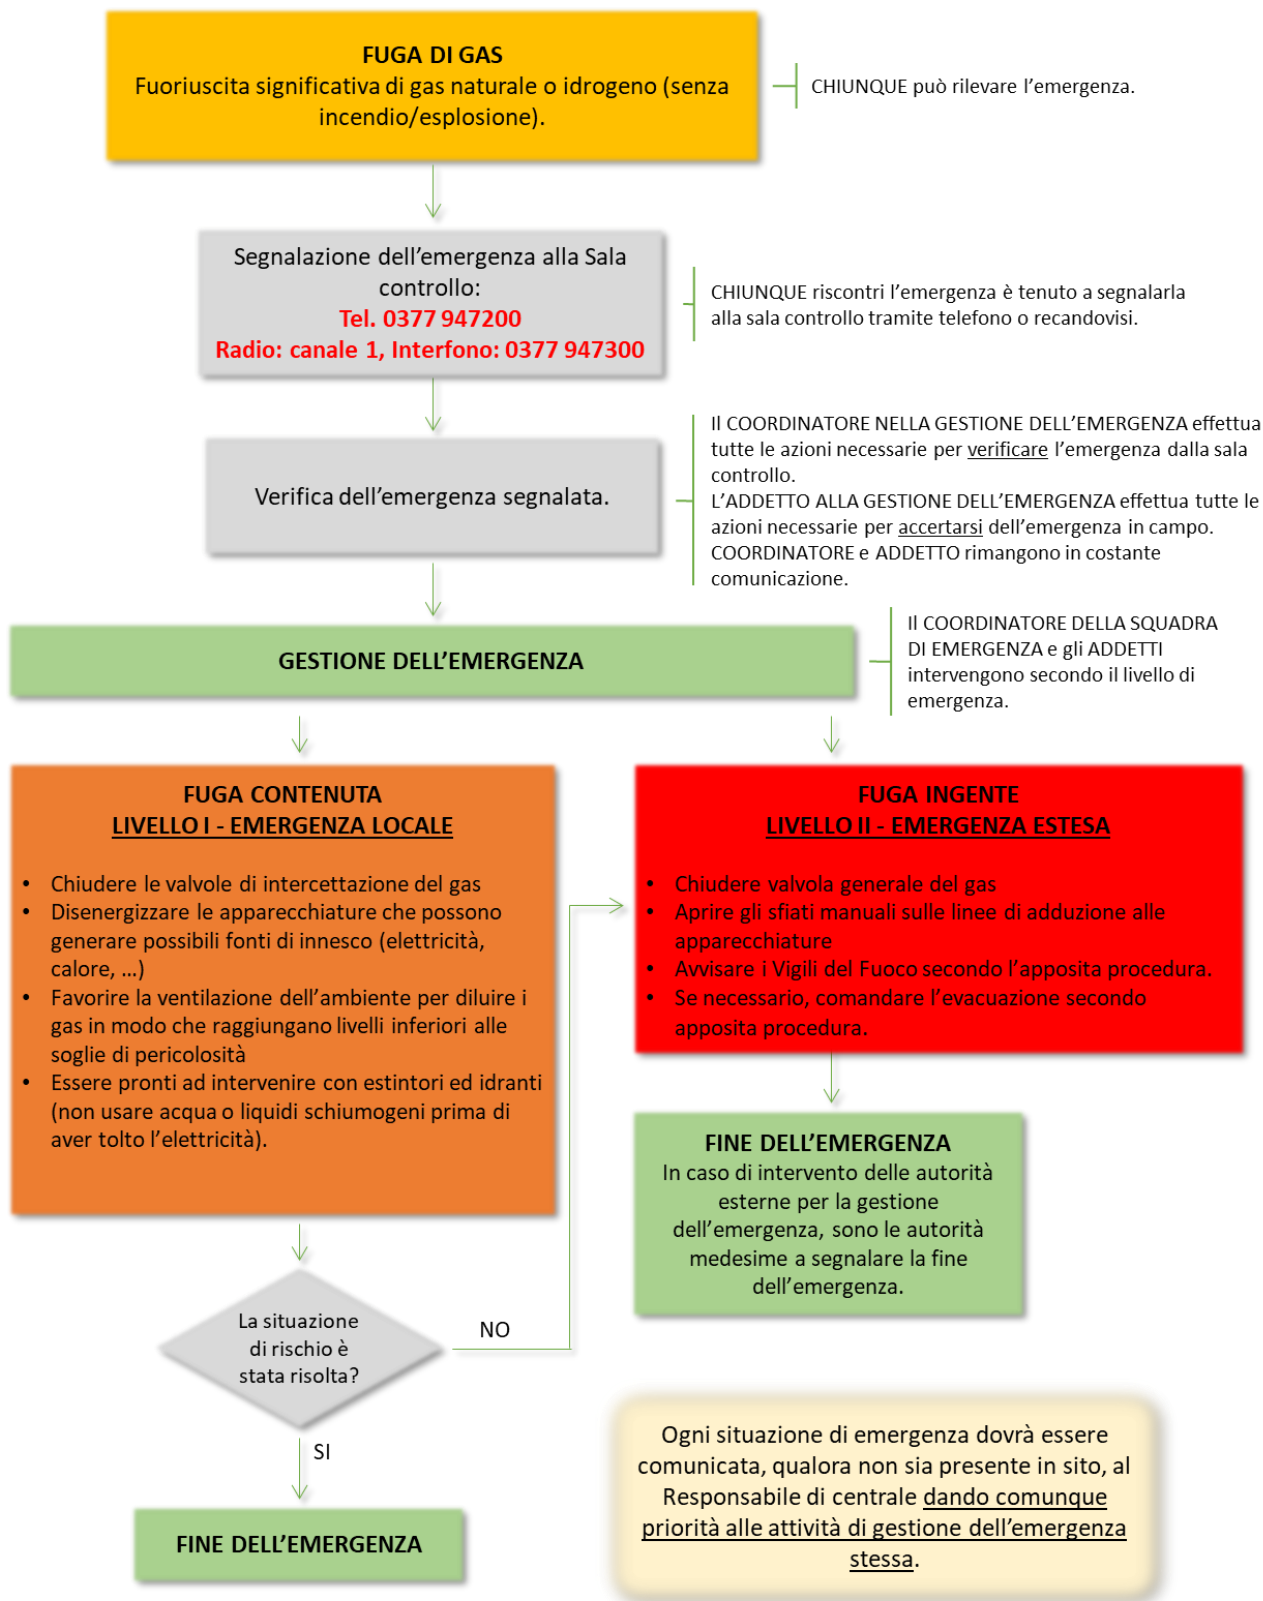 FUGA DI GAS
Fuoriuscita significativa di gas naturale o idrogeno (senza
incendio/esplosione).
CHIUNQUE può rilevare l’emergenza.
Segnalazione dell’emergenza alla Sala
controllo:
Tel. 0377 947200
Radio: canale 1, Interfono: 0377 947300
CHIUNQUE riscontri l’emergenza è tenuto a segnalarla
alla sala controllo tramite telefono o recandovisi.
Verifica dell’emergenza segnalata.
Il COORDINATORE NELLA GESTIONE DELL’EMERGENZA effettua
tutte le azioni necessarie per verificare l’emergenza dalla sala
controllo.
L’ADDETTO ALLA GESTIONE DELL’EMERGENZA effettua tutte le
azioni necessarie per accertarsi dell’emergenza in campo.
COORDINATORE e ADDETTO rimangono in costante
comunicazione.
GESTIONE DELL’EMERGENZA
Il COORDINATORE DELLA SQUADRA
DI EMERGENZA e gli ADDETTI
intervengono secondo il livello di
emergenza.
FUGA CONTENUTA
LIVELLO I - EMERGENZA LOCALE
• Chiudere le valvole di intercettazione del gas
• Disenergizzare le apparecchiature che possono
generare possibili fonti di innesco (elettricità,
calore, …)
• Favorire la ventilazione dell’ambiente per diluire i
gas in modo che raggiungano livelli inferiori alle
soglie di pericolosità
• Essere pronti ad intervenire con estintori ed idranti
(non usare acqua o liquidi schiumogeni prima di
aver tolto l’elettricità).
FUGA INGENTE
LIVELLO II - EMERGENZA ESTESA
• Chiudere valvola generale del gas
• Aprire gli sfiati manuali sulle linee di adduzione alle
apparecchiature
• Avvisare i Vigili del Fuoco secondo l’apposita procedura.
• Se necessario, comandare l’evacuazione secondo
apposita procedura.
FINE DELL’EMERGENZA
In caso di intervento delle autorità
esterne per la gestione
dell’emergenza, sono le autorità
medesime a segnalare la fine
dell’emergenza.
La situazione
di rischio è
stata risolta?
NO
SI
FINE DELL’EMERGENZA
Ogni situazione di emergenza dovrà essere
comunicata, qualora non sia presente in sito, al
Responsabile di centrale dando comunque
priorità alle attività di gestione dell’emergenza
stessa.